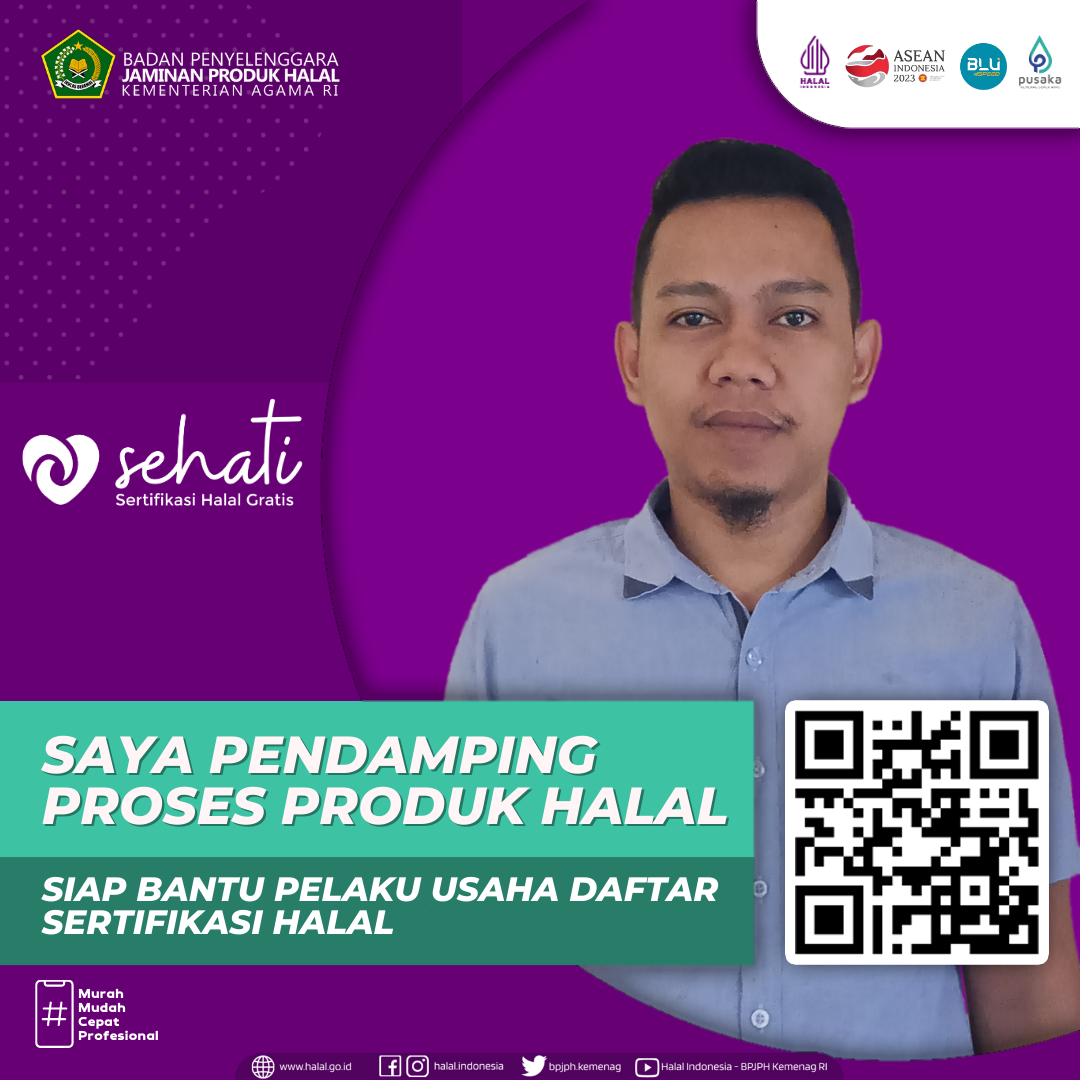 BADAN PENYELENGGARA
JAMINAN PRODUK HALAL
KEMENTERIAN AGAMA RI
HALAL
INDONESIA
ASEAN
INDONESIA
2023
BLU
SPEED
pusaka
sehati
Sertifikasi Halal Gratis
SAYA PENDAMPING
PROSES PRODUK HALAL
SIAP BANTU PELAKU USAHA DAFTAR
SERTIFIKASI HALAL
#
Murah
Mudah
Cepat
Profesional
www.halal.go.id
halal.indonesia
bpjph.kemenag
Halal Indonesia - BPJPH Kemenag RI